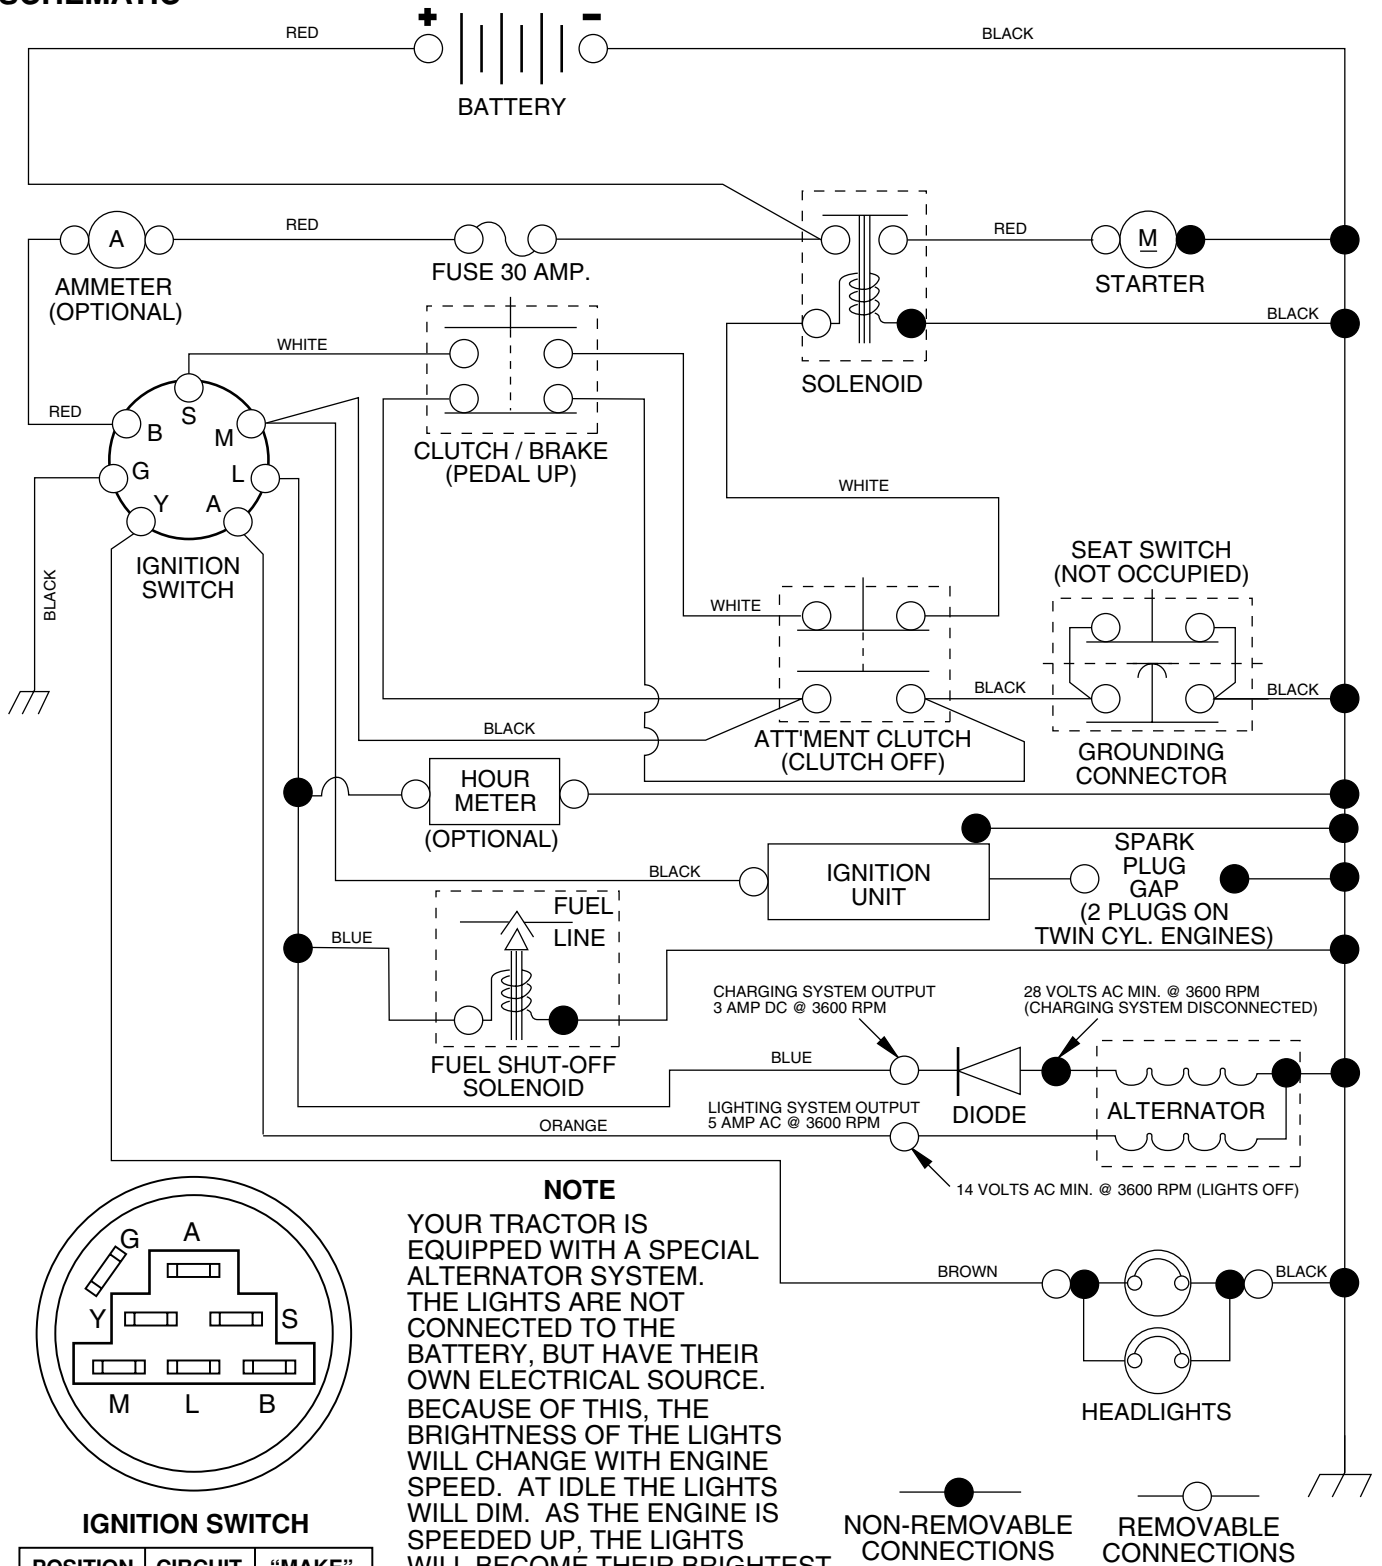 RED
+
−
BLACK
BATTERY
A
RED
AMMETER
(OPTIONAL)
FUSE 30 AMP.
RED
M
STARTER
BLACK
SOLENOID
WHITE
RED
S
B
M
G
L
Y
A
IGNITION
SWITCH
BLACK
CLUTCH / BRAKE
(PEDAL UP)
WHITE
WHITE
SEAT SWITCH
(NOT OCCUPIED)
BLACK
BLACK
BLACK
ATT'MENT CLUTCH
(CLUTCH OFF)
GROUNDING
CONNECTOR
HOUR
METER
(OPTIONAL)
BLACK
IGNITION
UNIT
SPARK
PLUG
GAP
(2 PLUGS ON
TWIN CYL. ENGINES)
BLUE
FUEL
LINE
FUEL SHUT-OFF
SOLENOID
CHARGING SYSTEM OUTPUT
3 AMP DC @ 3600 RPM
28 VOLTS AC MIN. @ 3600 RPM
(CHARGING SYSTEM DISCONNECTED)
BLUE
DIODE
ALTERNATOR
LIGHTING SYSTEM OUTPUT
5 AMP AC @ 3600 RPM
ORANGE
14 VOLTS AC MIN. @ 3600 RPM (LIGHTS OFF)
BROWN
BLACK
HEADLIGHTS
G
A
Y
S
M
L
B
IGNITION SWITCH
POSITION CIRCUIT “MAKE”
NOTE
YOUR TRACTOR IS
EQUIPPED WITH A SPECIAL
ALTERNATOR SYSTEM.
THE LIGHTS ARE NOT
CONNECTED TO THE
BATTERY, BUT HAVE THEIR
OWN ELECTRICAL SOURCE.
BECAUSE OF THIS, THE
BRIGHTNESS OF THE LIGHTS
WILL CHANGE WITH ENGINE
SPEED. AT IDLE THE LIGHTS
WILL DIM. AS THE ENGINE IS
SPEEDED UP, THE LIGHTS
WILL BECOME THEIR BRIGHTEST
NON-REMOVABLE
CONNECTIONS
REMOVABLE
CONNECTIONS